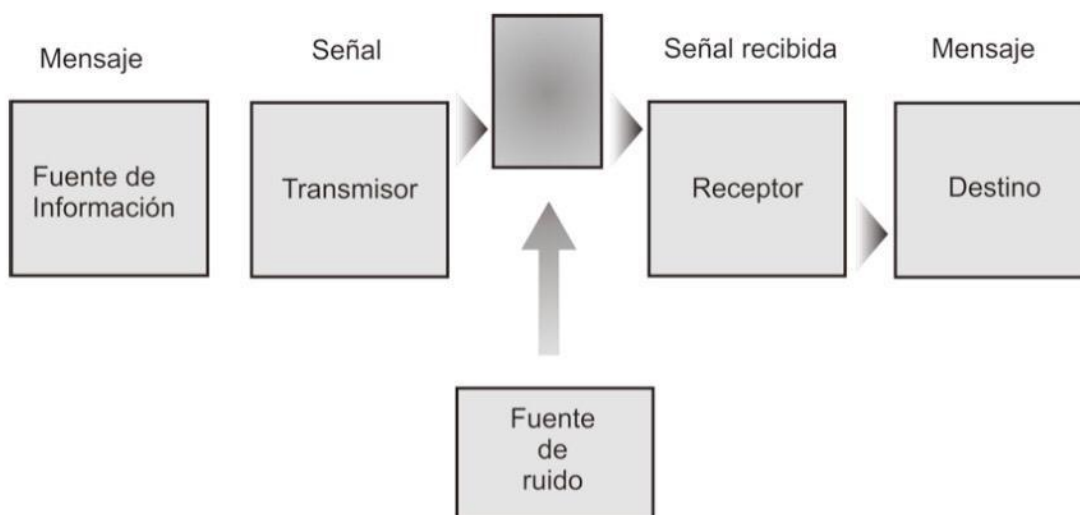 Mensaje
Señal
Señal recibida
Mensaje
Fuente de
Información
Transmisor
Receptor
Destino
Fuente
de
ruido